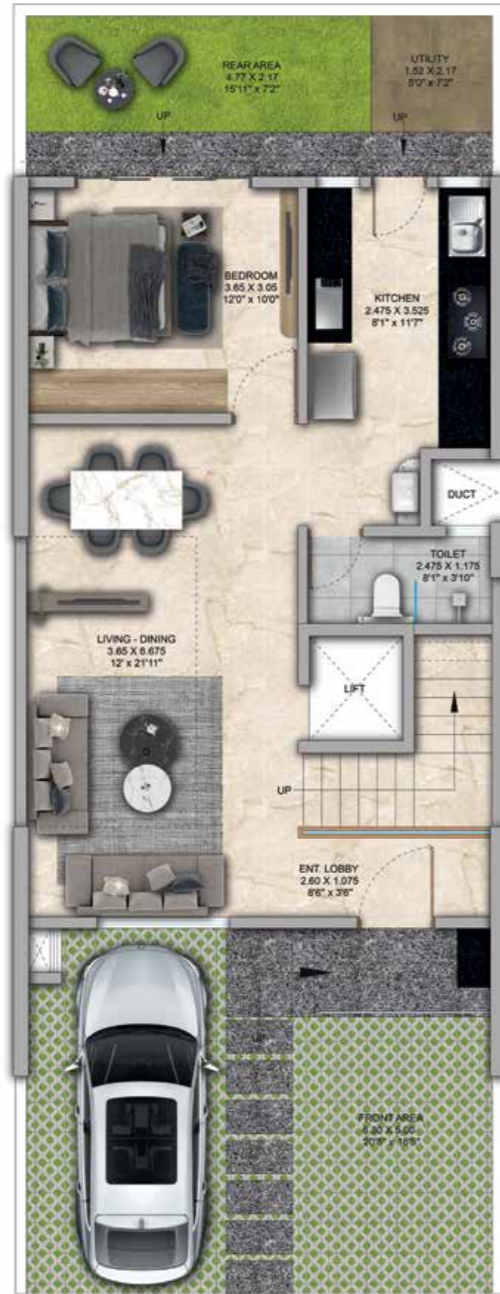 REAR AREA
4.77 X 2.17
15'11" x 7'2"
UTILITY
1.52 X 2.17
5'0" x 7'2"
UP
UP
BEDROOM
3.65 X 3.05
12'0" x 10'0"
KITCHEN
2.475 X 3.525
8'1" x 11'7"
DUCT
TOILET
2.475 X 1.175
8'1" x 3'10"
LIVING - DINING
3.65 X 6.675
12' x 21'11"
LIFT
UP
ENT. LOBBY
2.60 X 1.075
8'6" x 3'6"
UP
FRONT AREA